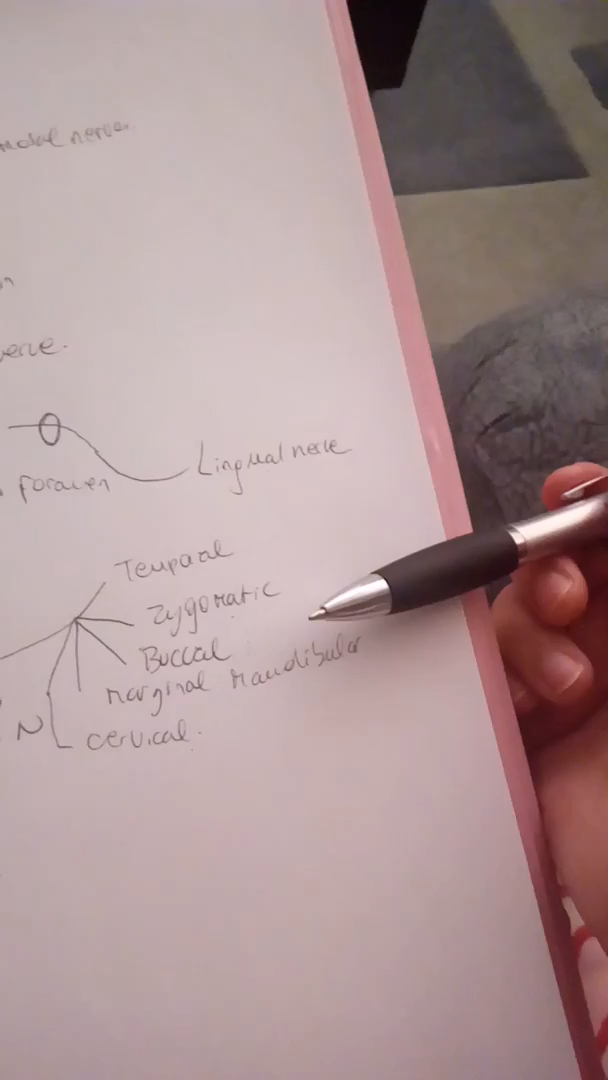 nerve
Lingual nerve
foramen
Temporal
Zygomatic
Buccal
Marginal Mandibular
N
cervical.